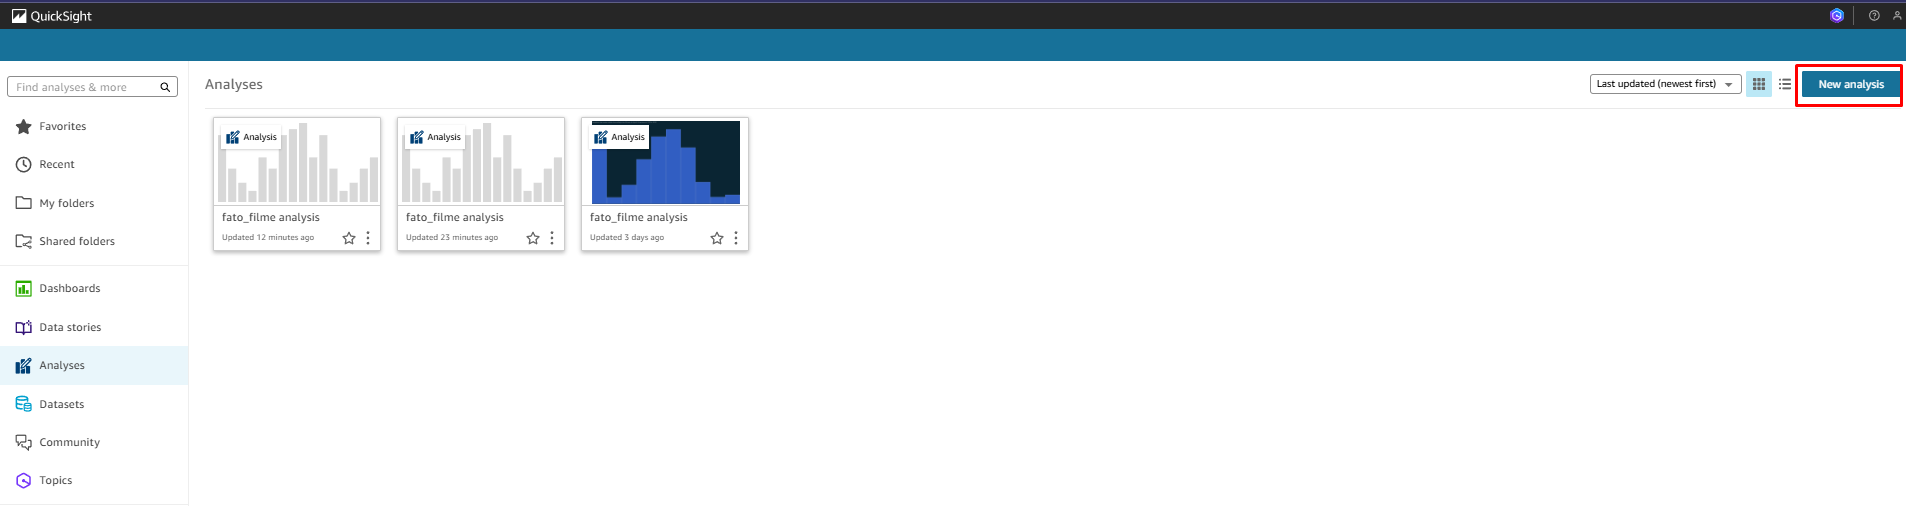 QuickSight
Find analyses & more
Favorites
Recent
My folders
Shared folders
Dashboards
Data stories
Analyses
Datasets
Community
Topics
Analyses
Last updated (newest first)
New analysis
Analysis
fato_filme analysis
Updated 12 minutes ago
Analysis
fato_filme analysis
Updated 23 minutes ago
Analysis
fato_filme analysis
Updated 3 days ago